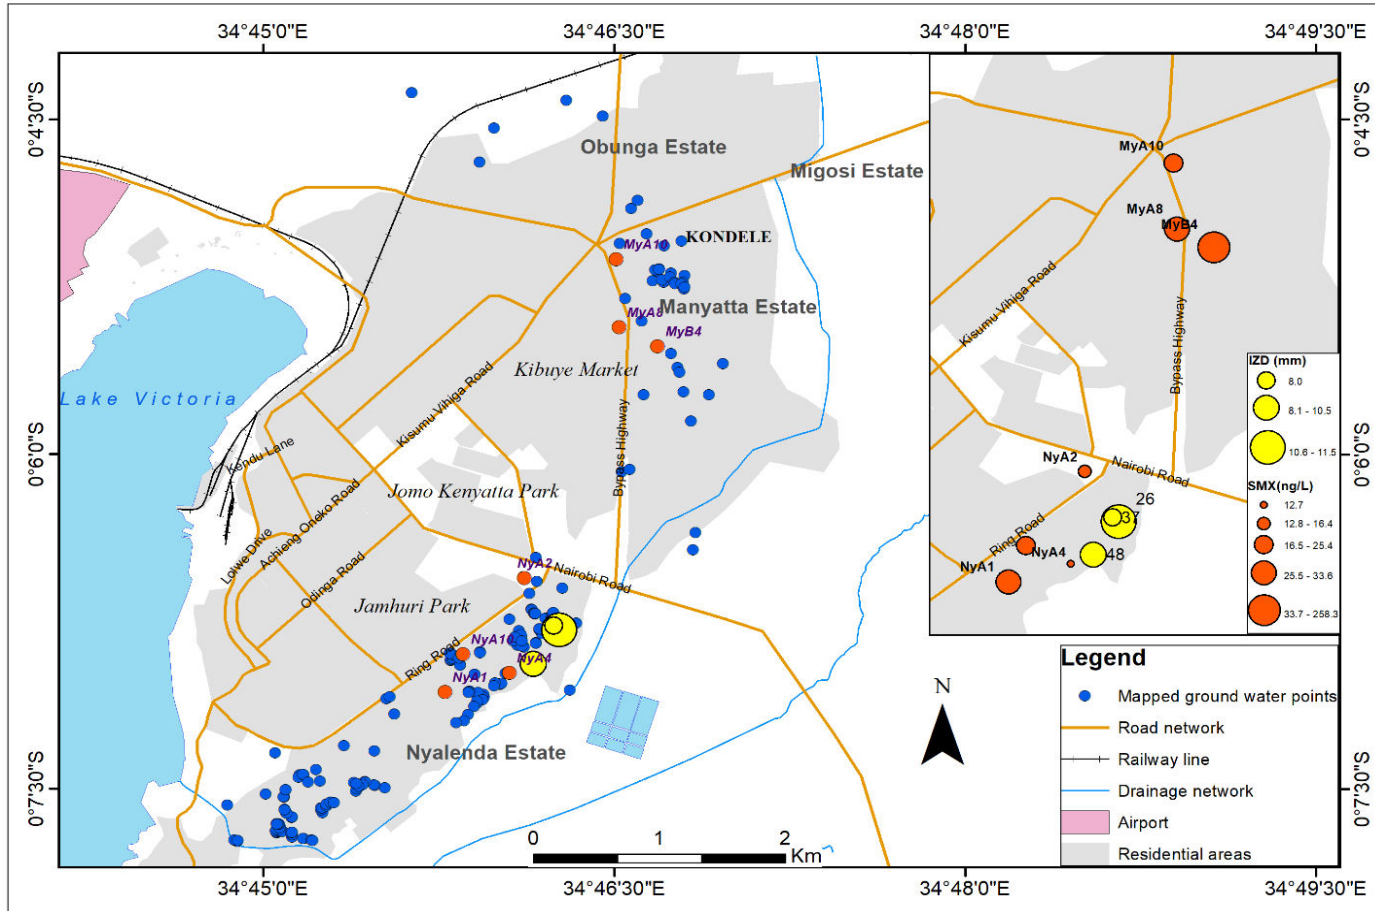 34°45'0"E
34°46'30"E
34°48'0"E
34°49'30"E
0°4'30"S
0°4'30"S
Obunga Estate
Migosi Estate
KONDELE
MyA10
Manyatta Estate
MyA8
MyB4
Kibuye Market
Lake Victoria
Kisumu Vihiga Road
Bypass Highway
Kendu Lane
0°6'0"S
0°6'0"S
Jomo Kenyatta Park
Achieng Oneko Road
Lolwe Drive
Odinga Road
Nairobi Road
NyA2
Jamhuri Park
Ring Road
NyA10
NyA4
NyA1
Nyalenda Estate
0°7'30"S
0°7'30"S
MyA10
MyA8
MyB4
Kisumu Vihiga Road
Bypass Highway
NyA2
Nairobi Road
26
37
Ring Road
NyA4
48
NyA1
IZD (mm)
8.0
8.1 - 10.5
10.6 - 11.5
SMX(ng/L)
12.7
12.8 - 16.4
16.5 - 25.4
25.5 - 33.6
33.7 - 258.3
N
Legend
Mapped ground water points
Road network
Railway line
Drainage network
Airport
Residential areas
0 1 2
Km
34°45'0"E
34°46'30"E
34°48'0"E
34°49'30"E